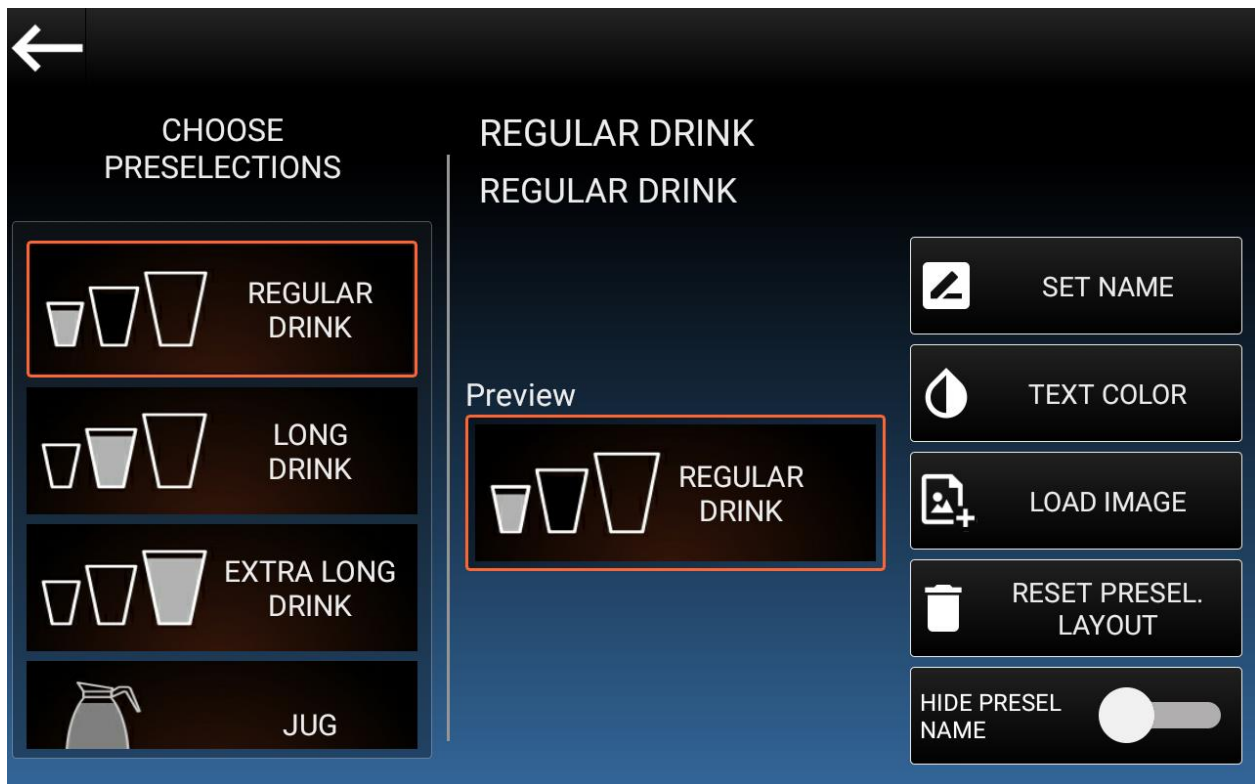 CHOOSE
PRESELECTIONS
REGULAR
DRINK
LONG
DRINK
EXTRA LONG
DRINK
JUG
REGULAR DRINK
REGULAR DRINK
Preview
REGULAR
DRINK
SET NAME
TEXT COLOR
LOAD IMAGE
RESET PRESEL.
LAYOUT
HIDE PRESEL
NAME